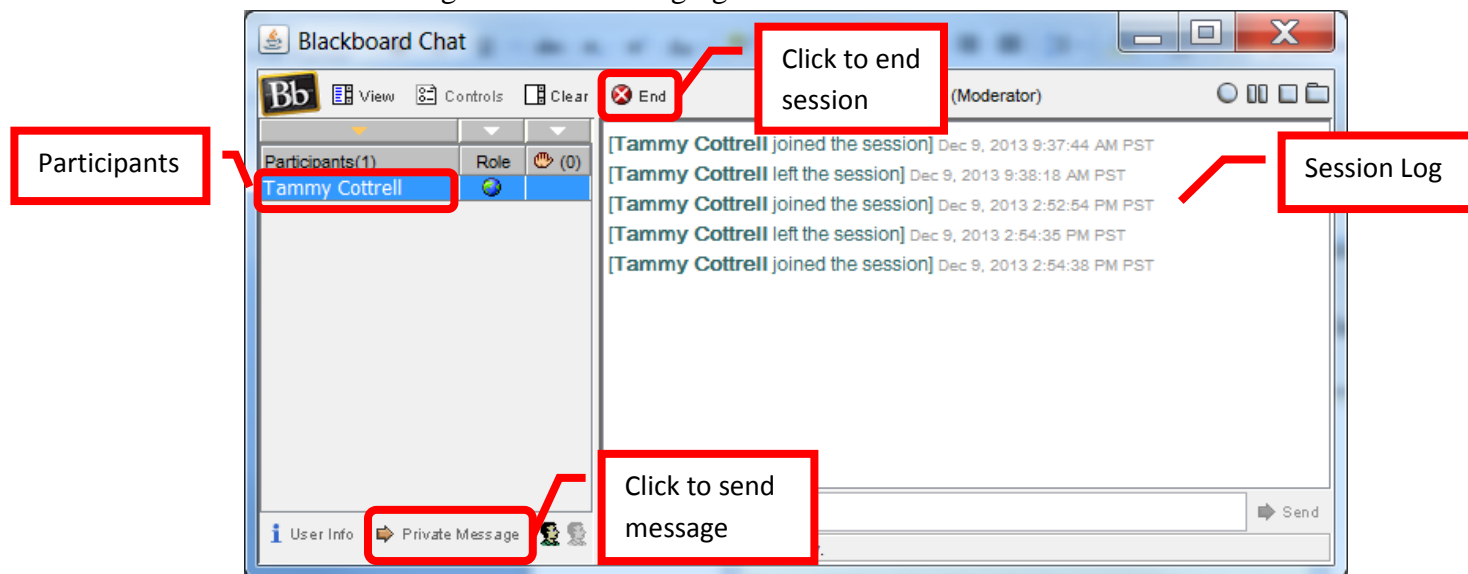 Blackboard Chat
Click to end
session
Bb View Controls Clear End (Moderator)
Participants
Participants(1) Role (0)
Tammy Cottrell
[Tammy Cottrell joined the session] Dec 9, 2013 9:37:44 AM PST
[Tammy Cottrell left the session] Dec 9, 2013 9:38:18 AM PST
[Tammy Cottrell joined the session] Dec 9, 2013 2:52:54 PM PST
[Tammy Cottrell left the session] Dec 9, 2013 2:54:35 PM PST
[Tammy Cottrell joined the session] Dec 9, 2013 2:54:38 PM PST
Session Log
Click to send
message
User Info Private Message
Send